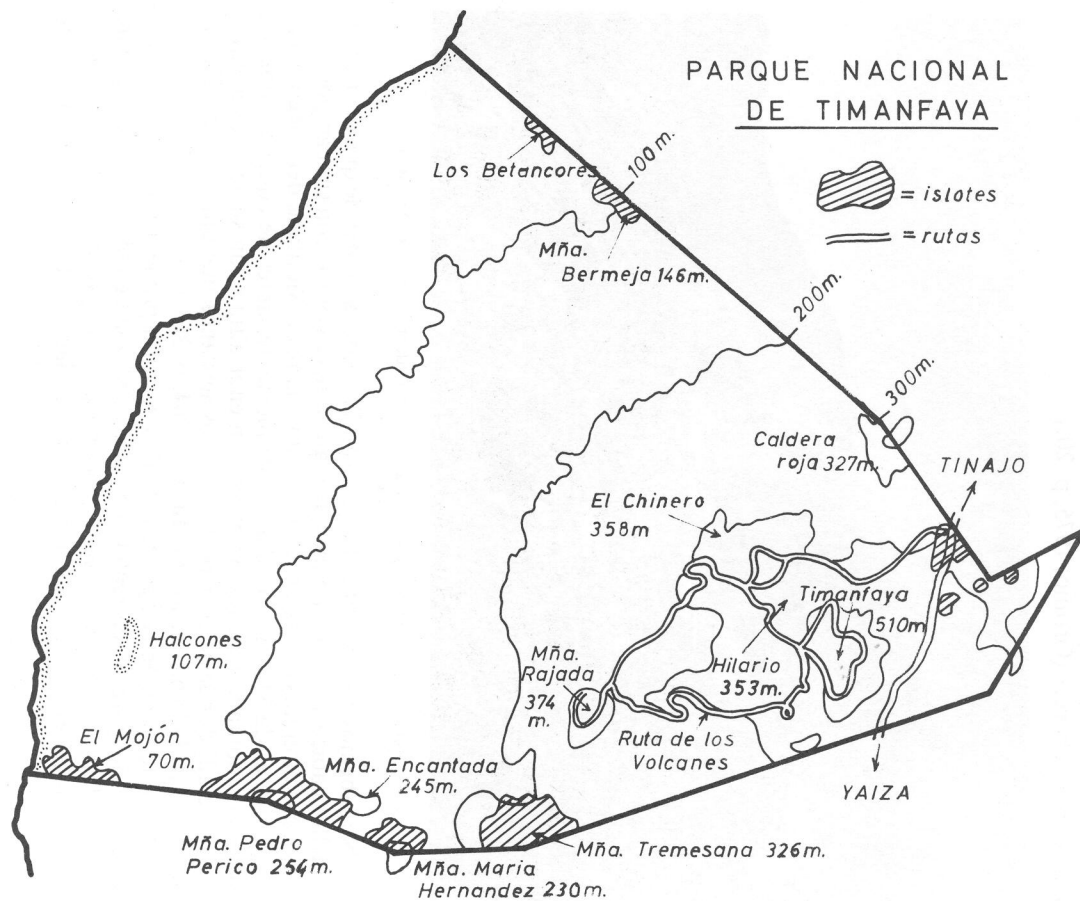 PARQUE NACIONAL
DE TIMANFAYA
= islotes
= rutas
Los Betancores
100m.
Mña.
Bermeja 146m.
200m.
300m.
Caldera
roja 327m.
TINAJO
El Chinero
358m
Timanfaya
510m
Halcones
107m.
Mña.
Rajada
374
m.
Hilario
353m.
Ruta de los
Volcanes
El Mojón
70m.
Mña. Encantada
245m.
YAIZA
Mña. Pedro
Perico 254m.
Mña. Maria
Hernandez 230m.
Mña. Tremesana 326m.